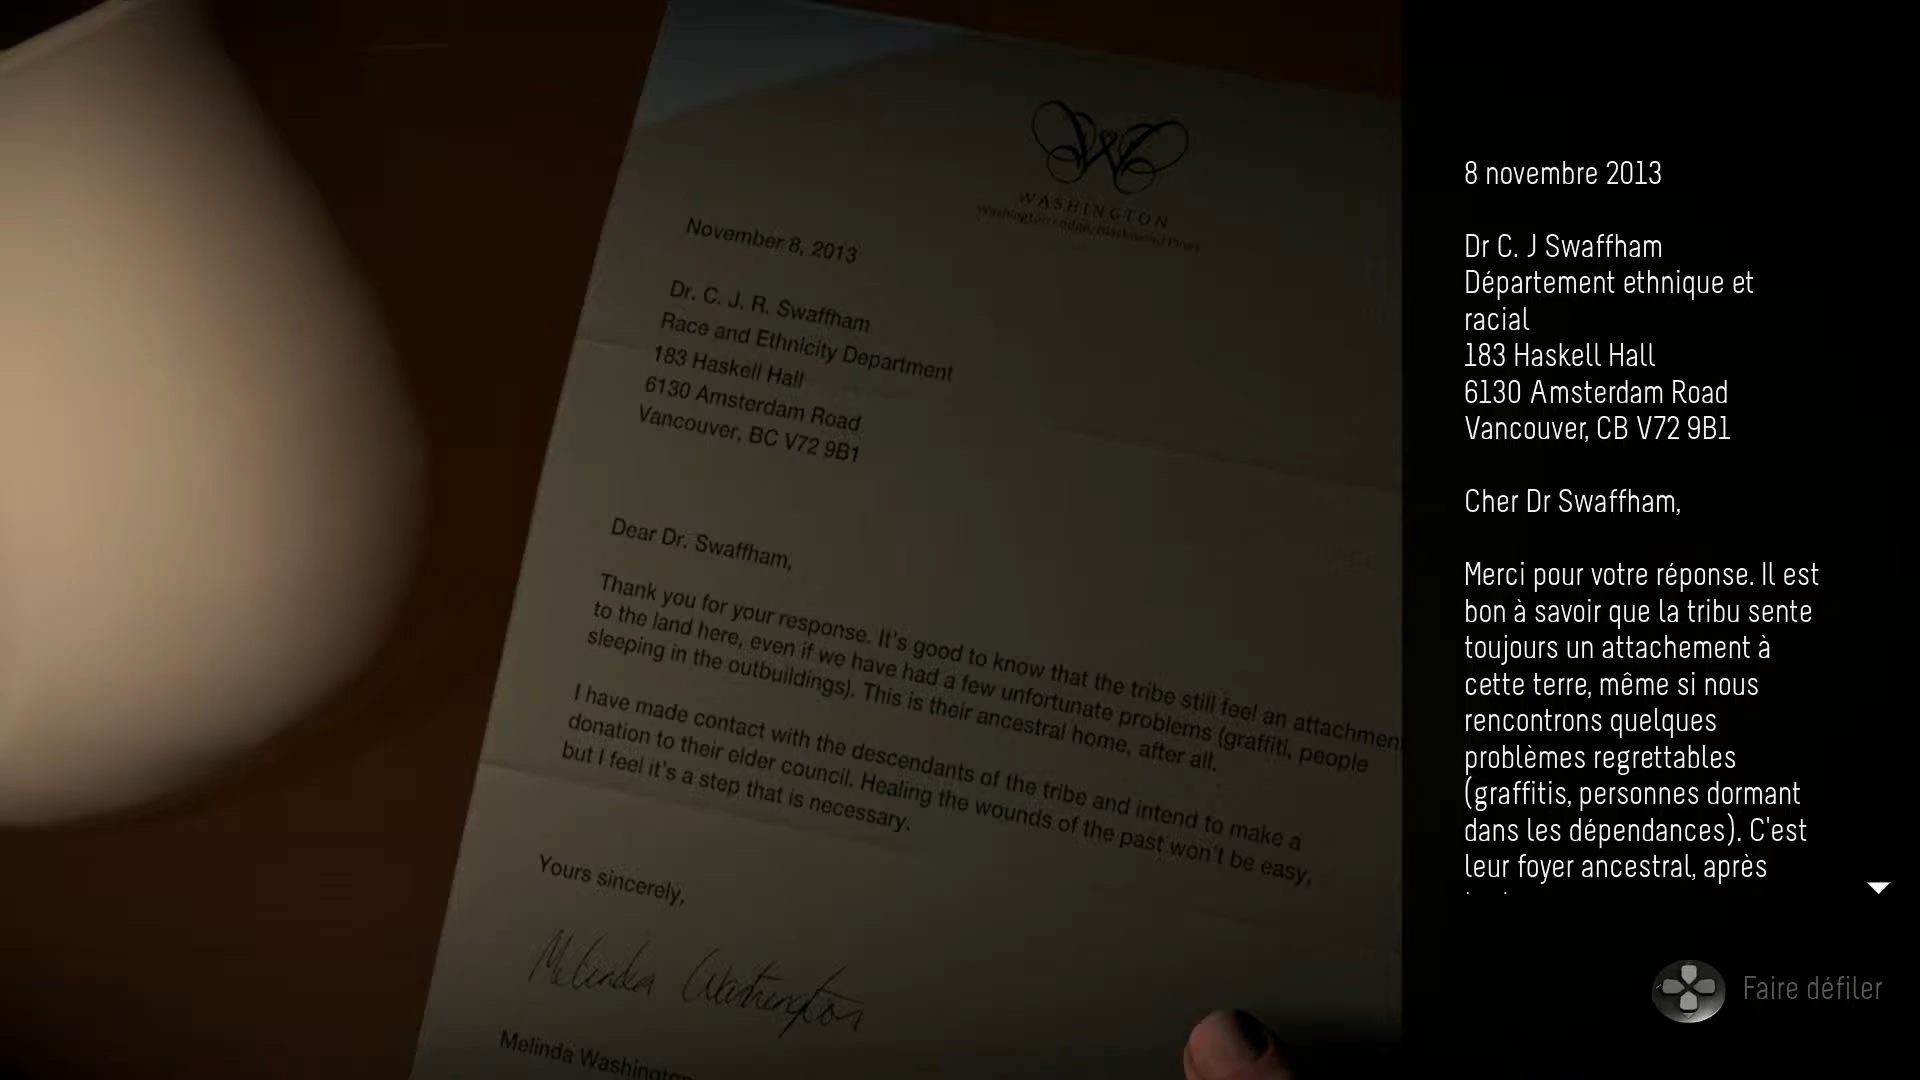 WASHINGTON
Washington Lodge, Blackwood Pines
November 8, 2013
Dr. C. J. R. Swaffham
Race and Ethnicity Department
183 Haskell Hall
6130 Amsterdam Road
Vancouver, BC V72 9B1
Dear Dr. Swaffham,
Thank you for your response. It's good to know that the tribe still feel an attachment
to the land here, even if we have had a few unfortunate problems (graffiti, people
sleeping in the outbuildings). This is their ancestral home, after all.
I have made contact with the descendants of the tribe and intend to make a
donation to their elder council. Healing the wounds of the past won't be easy,
but I feel it's a step that is necessary.
Yours sincerely,
Melinda Washington
Melinda Washington
8 novembre 2013
Dr C. J Swaffham
Département ethnique et
racial
183 Haskell Hall
6130 Amsterdam Road
Vancouver, CB V72 9B1
Cher Dr Swaffham,
Merci pour votre réponse. Il est
bon à savoir que la tribu sente
toujours un attachement à
cette terre, même si nous
rencontrons quelques
problèmes regrettables
(graffitis, personnes dormant
dans les dépendances). C'est
leur foyer ancestral, après
Faire défiler